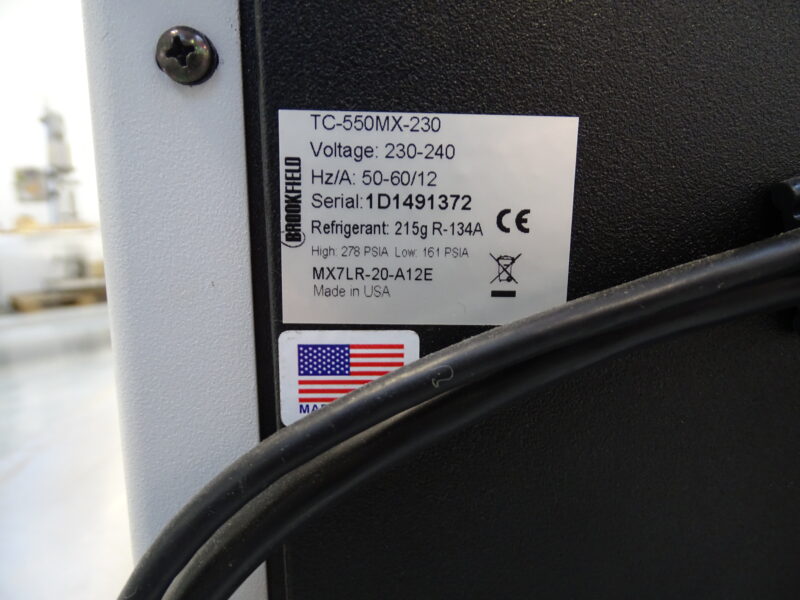 TC-550MX-230
Voltage: 230-240
Hz/A: 50-60/12
Serial:1D1491372
Refrigerant: 215g R-134A
High: 278 PSIA Low: 161 PSIA
MX7LR-20-A12E
Made in USA
BROOKFIELD
CE